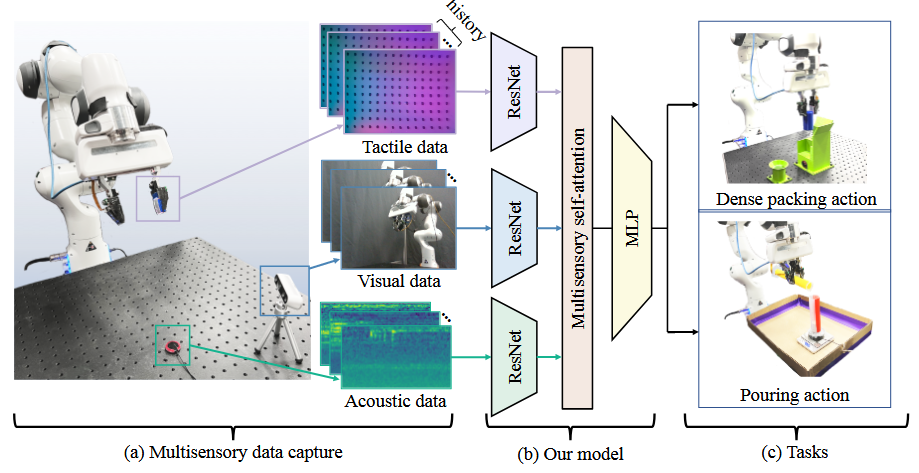 history
Tactile data
Visual data
Acoustic data
ResNet
ResNet
ResNet
Multisensory self-attention
MLP
Dense packing action
Pouring action
(a) Multisensory data capture
(b) Our model
(c) Tasks